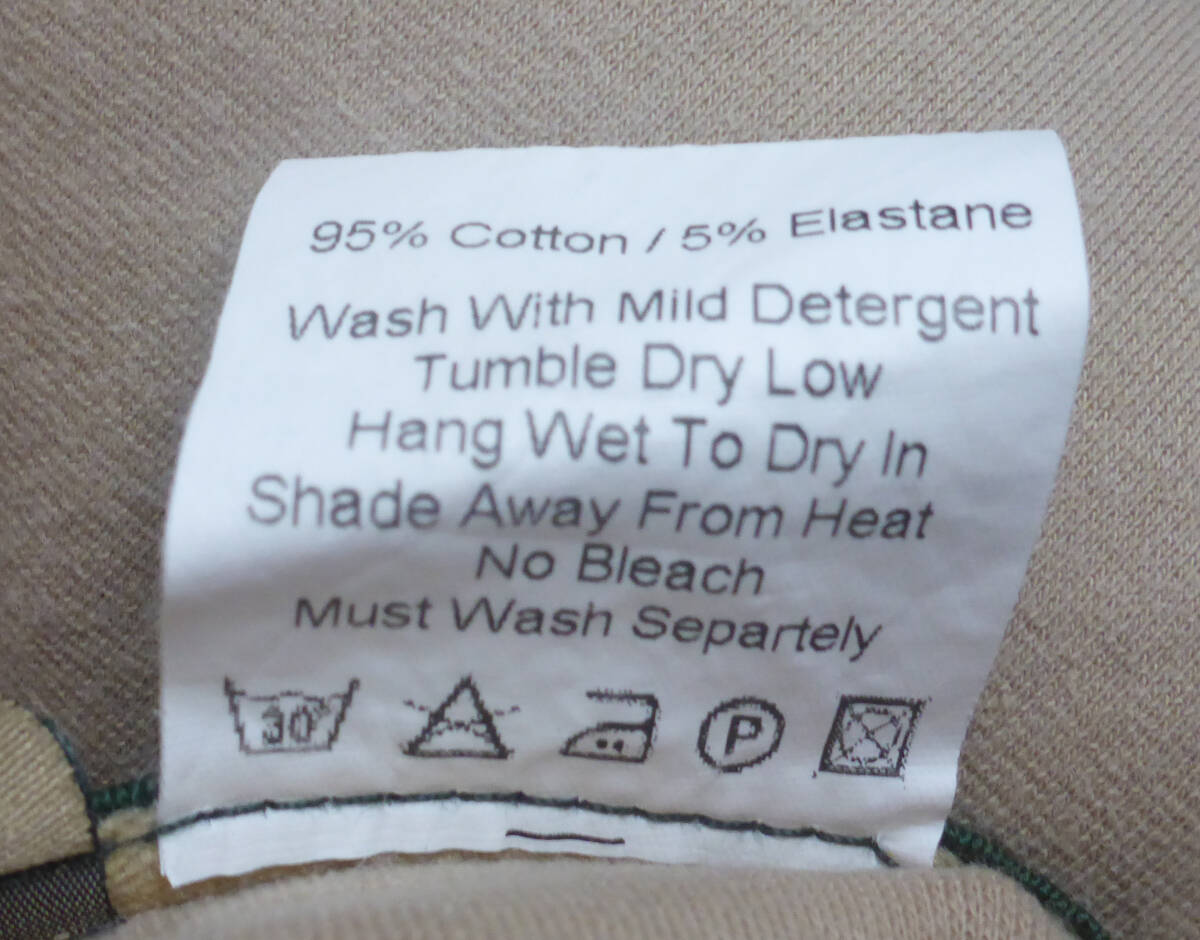 95% Cotton / 5% Elastane
Wash With Mild Detergent
Tumble Dry Low
Hang Wet To Dry In
Shade Away From Heat
No Bleach
Must Wash Separtely
30° P